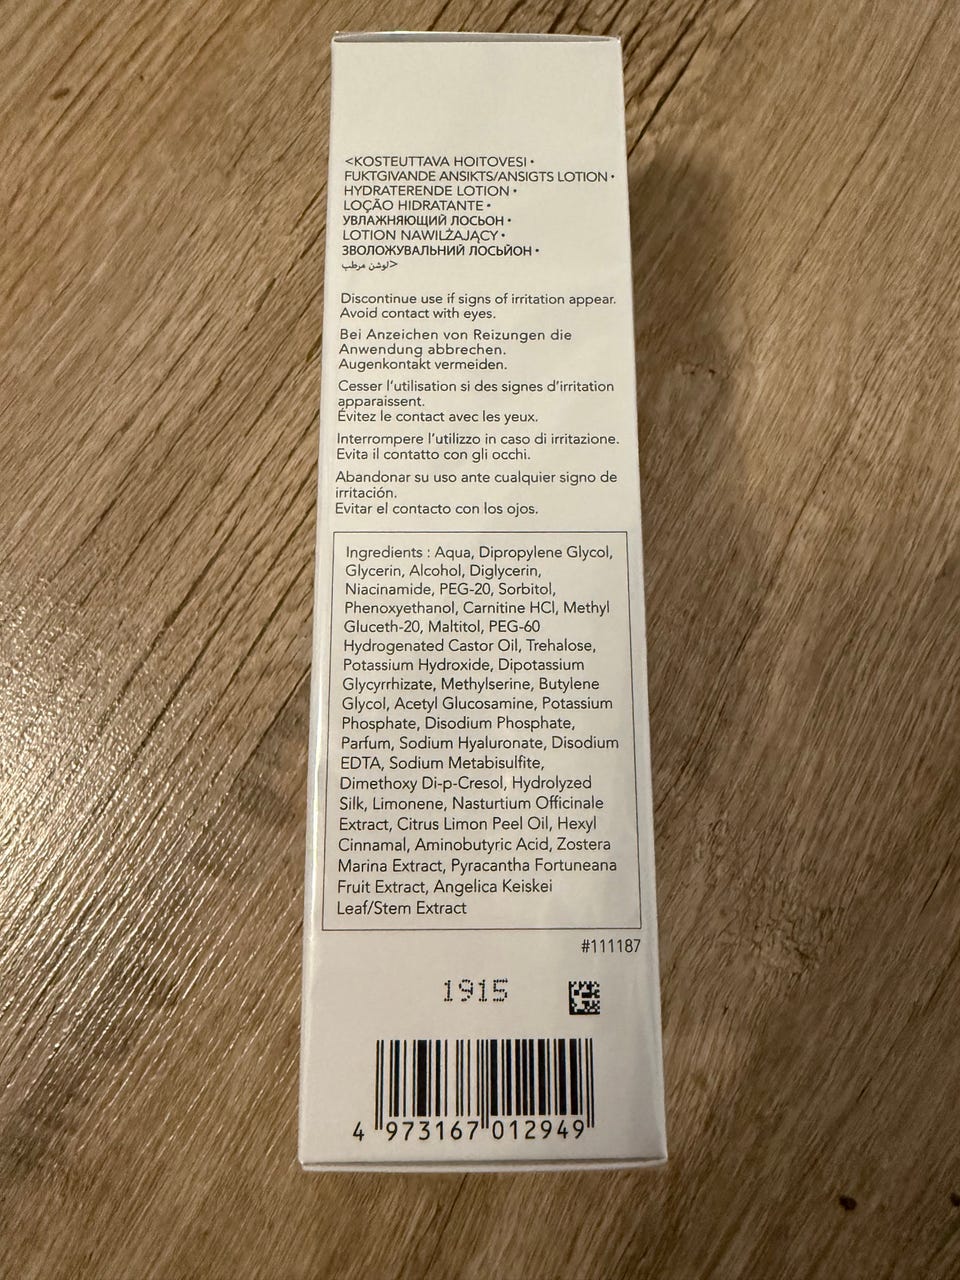 <KOSTEUTTAVA HOITOVESI •
FUKTGIVANDE ANSIKTS/ANSIGTS LOTION •
HYDRATERENDE LOTION •
LOÇÃO HIDRATANTE •
УВЛАЖНЯЮЩИЙ ЛОСЬОН •
LOTION NAWILŻAJĄCY •
ЗВОЛОЖУВАЛЬНИЙ ЛОСЬЙОН •
لوشن مرطب>
Discontinue use if signs of irritation appear.
Avoid contact with eyes.
Bei Anzeichen von Reizungen die
Anwendung abbrechen.
Augenkontakt vermeiden.
Cesser l'utilisation si des signes d'irritation
apparaissent.
Évitez le contact avec les yeux.
Interrompere l'utilizzo in caso di irritazione.
Evita il contatto con gli occhi.
Abandonar su uso ante cualquier signo de
irritación.
Evitar el contacto con los ojos.
Ingredients : Aqua, Dipropylene Glycol,
Glycerin, Alcohol, Diglycerin,
Niacinamide, PEG-20, Sorbitol,
Phenoxyethanol, Carnitine HCl, Methyl
Gluceth-20, Maltitol, PEG-60
Hydrogenated Castor Oil, Trehalose,
Potassium Hydroxide, Dipotassium
Glycyrrhizate, Methylserine, Butylene
Glycol, Acetyl Glucosamine, Potassium
Phosphate, Disodium Phosphate,
Parfum, Sodium Hyaluronate, Disodium
EDTA, Sodium Metabisulfite,
Dimethoxy Di-p-Cresol, Hydrolyzed
Silk, Limonene, Nasturtium Officinale
Extract, Citrus Limon Peel Oil, Hexyl
Cinnamal, Aminobutyric Acid, Zostera
Marina Extract, Pyracantha Fortuneana
Fruit Extract, Angelica Keiskei
Leaf/Stem Extract
#111187
1915
4 973167 012949